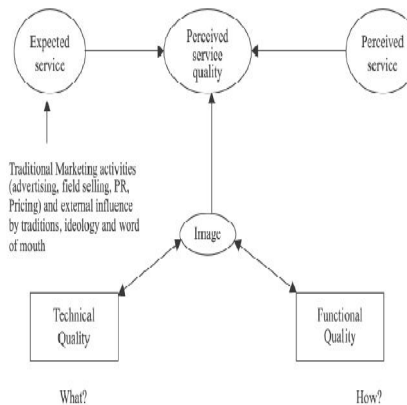 Expected
service
Perceived
service
quality
Perceived
service
Traditional Marketing activities
(advertising, field selling, PR,
Pricing) and external influence
by traditions, ideology and word
of mouth
Image
Technical
Quality
Functional
Quality
What?
How?